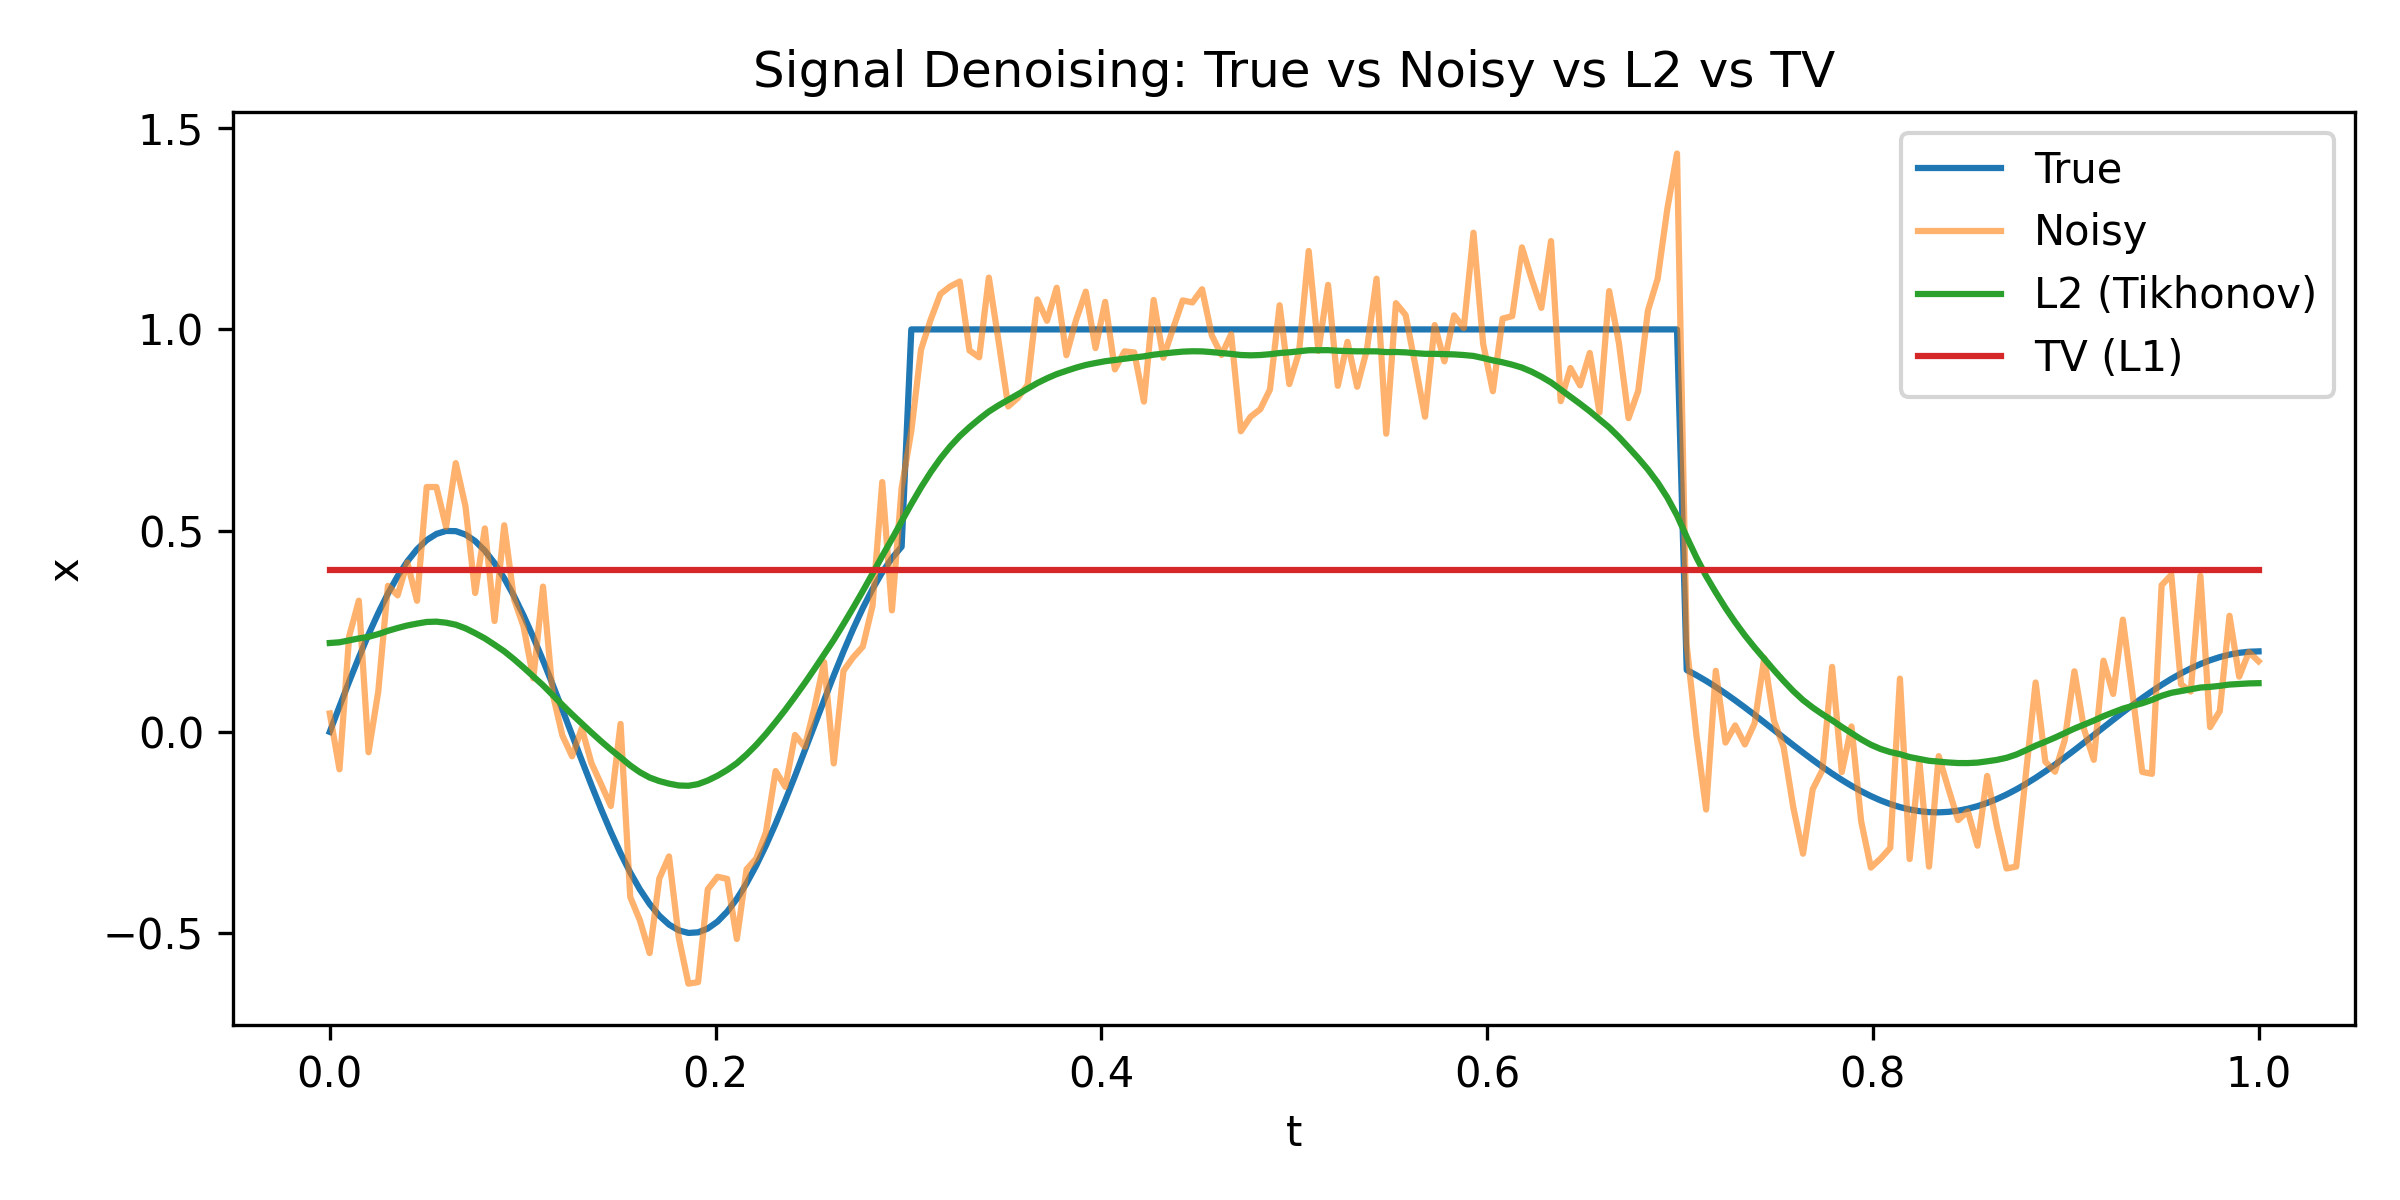 Signal Denoising: True vs Noisy vs L2 vs TV
1.5
1.0
0.5
0.0
−0.5
x
True
Noisy
L2 (Tikhonov)
TV (L1)
0.0 0.2 0.4 0.6 0.8 1.0
t